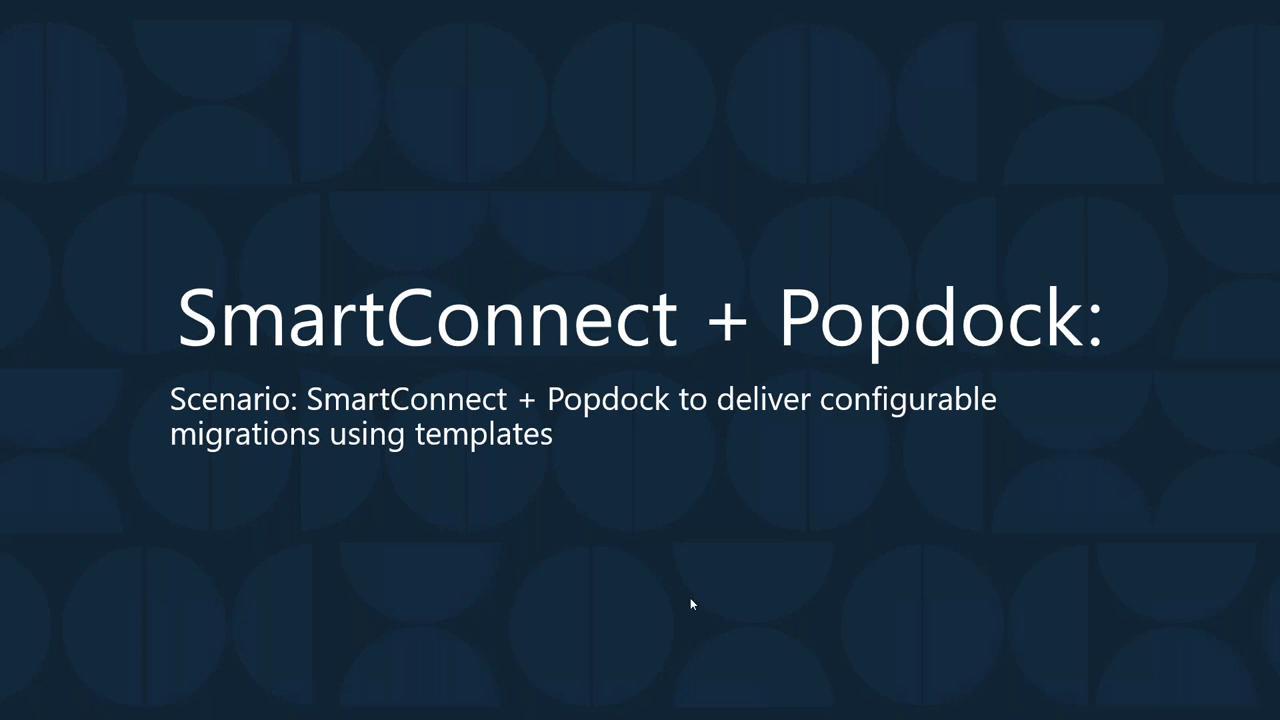 SmartConnect + Popdock:
Scenario: SmartConnect + Popdock to deliver configurable
migrations using templates